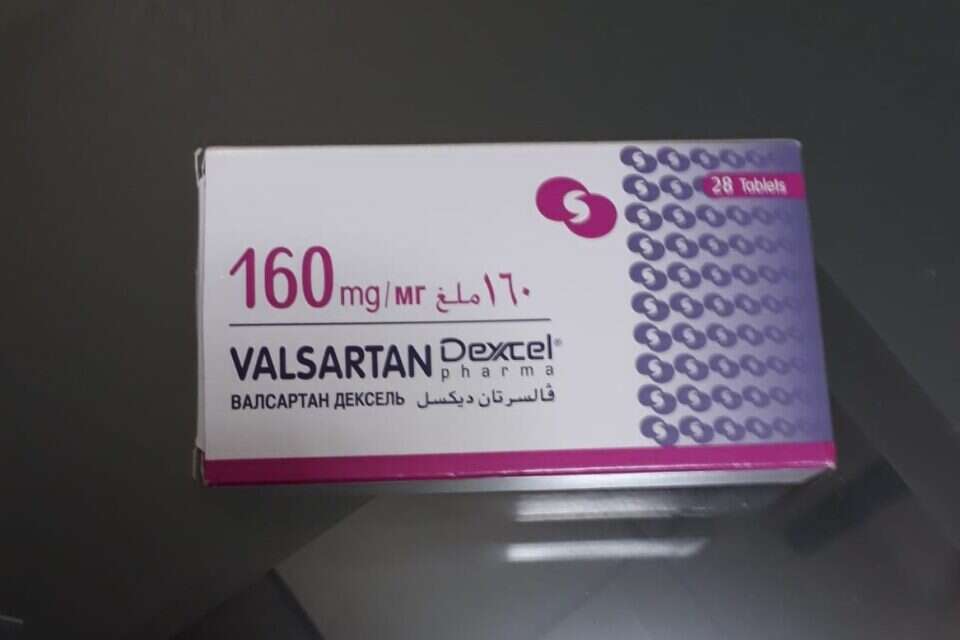 28 Tablets
160 mg/мг ١٦٠ ملغ
VALSARTAN Dexcel®
pharma
ВАЛСАРТАН ДЕКСЕЛЬ ڤالسرتان ديكسل